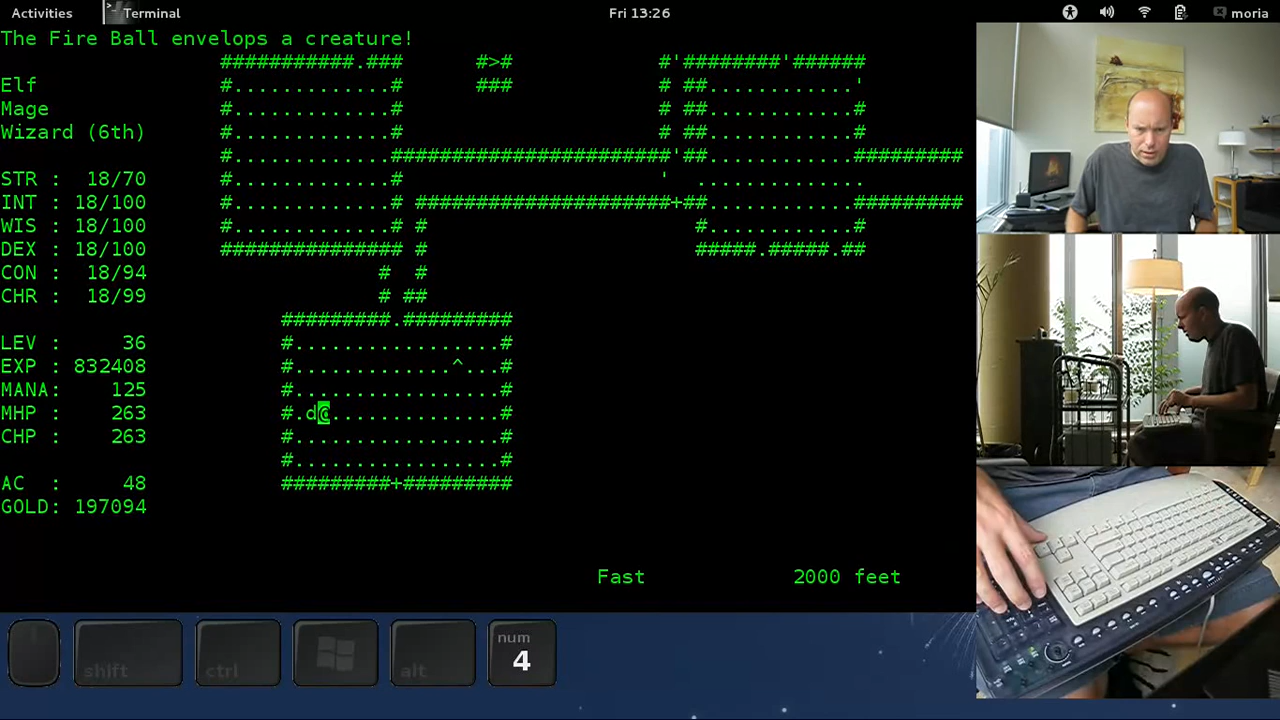 Activities Terminal Fri 13:26 moria
The Fire Ball envelops a creature!
###########.### #>#  #'########'######
Elf #.............# ### # ##............'
Mage #.............# # ##............#
Wizard (6th) #.............# # ##............#
#.............#######################'##............#########
STR : 18/70 #.............# ' ..............
INT : 18/100 #.............# #####################+##............#########
WIS : 18/100 #.............# # #............#
DEX : 18/100 ############### # #####.#####.##
CON : 18/94 # #
CHR : 18/99 # ##
#########.#########
LEV : 36 #.................#
EXP : 832408 #.............^...#
MANA: 125 #.................#
MHP : 263 #.d@..............#
CHP : 263 #.................#
#.................#
AC : 48 #########+#########
GOLD: 197094
Fast 2000 feet
shift ctrl alt num 4